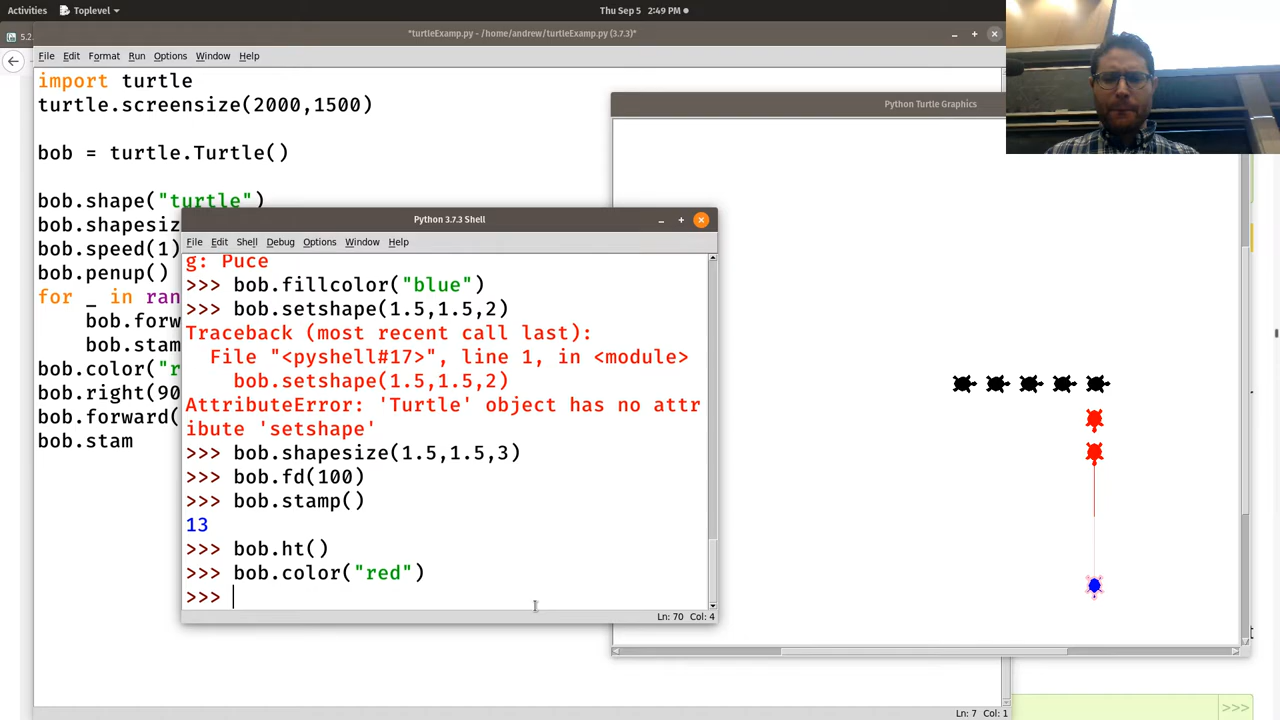 Activities
Toplevel
Thu Sep 5 2:49 PM
5.2.
*turtleExamp.py - /home/andrew/turtleExamp.py (3.7.3)*
File Edit Format Run Options Window Help
import turtle
turtle.screensize(2000,1500)
bob = turtle.Turtle()
bob.shape("turtle")
bob.shapesiz
bob.speed(1)
bob.penup()
for _ in ran
bob.forw
bob.stam
bob.color("r
bob.right(90
bob.forward(
bob.stam
Ln: 7 Col: 1
Python 3.7.3 Shell
File Edit Shell Debug Options Window Help
g: Puce
>>> bob.fillcolor("blue")
>>> bob.setshape(1.5,1.5,2)
Traceback (most recent call last):
File "<pyshell#17>", line 1, in <module>
bob.setshape(1.5,1.5,2)
AttributeError: 'Turtle' object has no attr
ibute 'setshape'
>>> bob.shapesize(1.5,1.5,3)
>>> bob.fd(100)
>>> bob.stamp()
13
>>> bob.ht()
>>> bob.color("red")
>>>
Ln: 70 Col: 4
Python Turtle Graphics
>>>